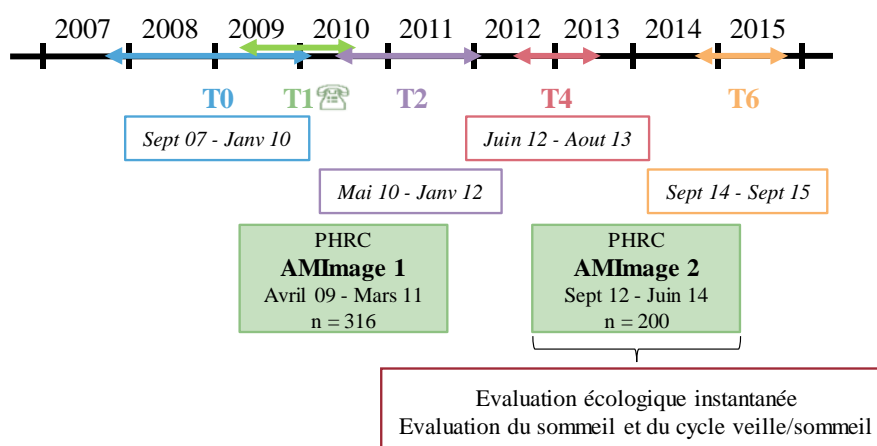 2007 2008 2009 2010 2011 2012 2013 2014 2015
T0 T1 T2 T4 T6
Sept 07 - Janv 10
Juin 12 - Aout 13
Mai 10 - Janv 12
Sept 14 - Sept 15
PHRC
AMImage 1
Avril 09 - Mars 11
n = 316
PHRC
AMImage 2
Sept 12 - Juin 14
n = 200
Evaluation écologique instantanée
Evaluation du sommeil et du cycle veille/sommeil